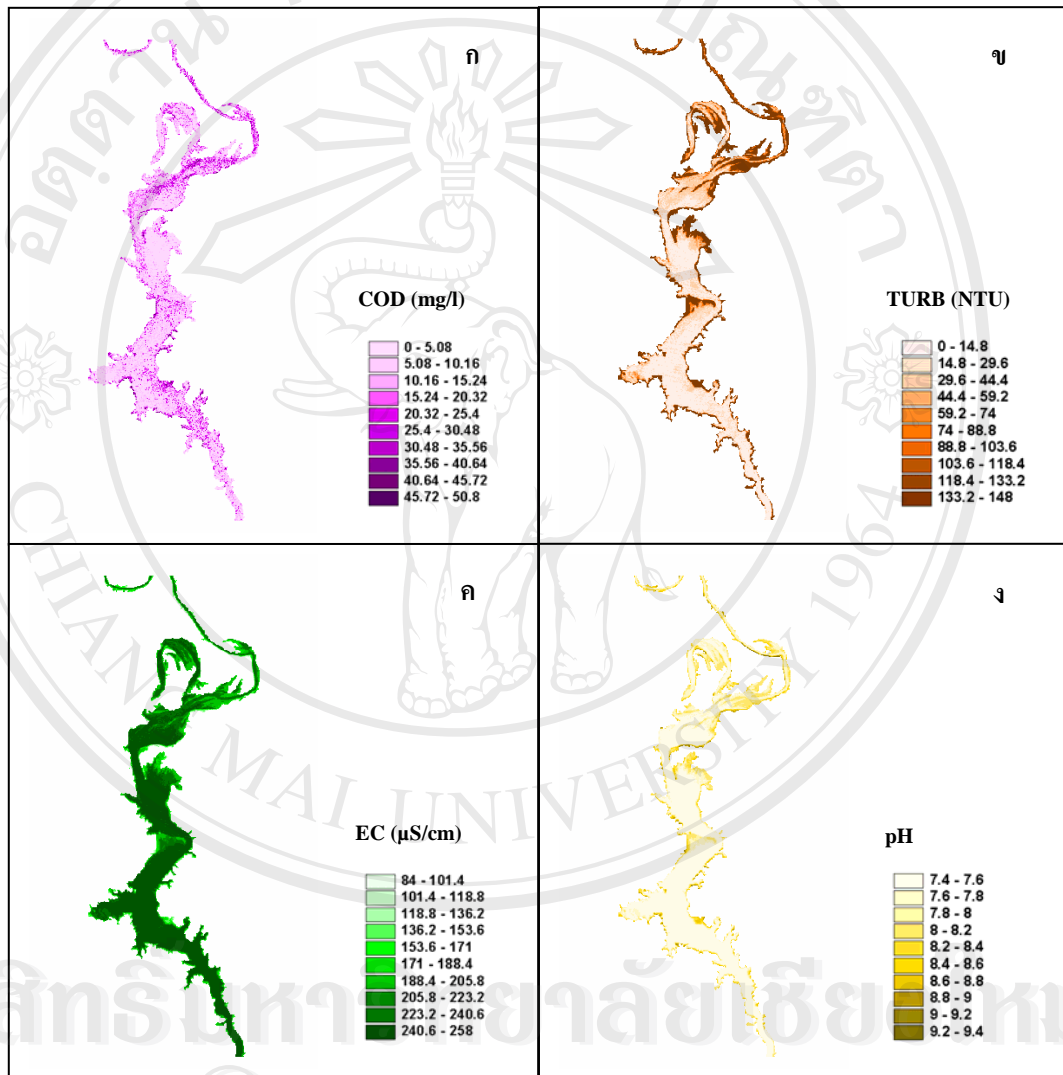 ก
COD (mg/l)
0 - 5.08
5.08 - 10.16
10.16 - 15.24
15.24 - 20.32
20.32 - 25.4
25.4 - 30.48
30.48 - 35.56
35.56 - 40.64
40.64 - 45.72
45.72 - 50.8
ข
TURB (NTU)
0 - 14.8
14.8 - 29.6
29.6 - 44.4
44.4 - 59.2
59.2 - 74
74 - 88.8
88.8 - 103.6
103.6 - 118.4
118.4 - 133.2
133.2 - 148
ค
EC (µS/cm)
84 - 101.4
101.4 - 118.8
118.8 - 136.2
136.2 - 153.6
153.6 - 171
171 - 188.4
188.4 - 205.8
205.8 - 223.2
223.2 - 240.6
240.6 - 258
ง
pH
7.4 - 7.6
7.6 - 7.8
7.8 - 8
8 - 8.2
8.2 - 8.4
8.4 - 8.6
8.6 - 8.8
8.8 - 9
9 - 9.2
9.2 - 9.4
CHIANG MAI UNIVERSITY 1964